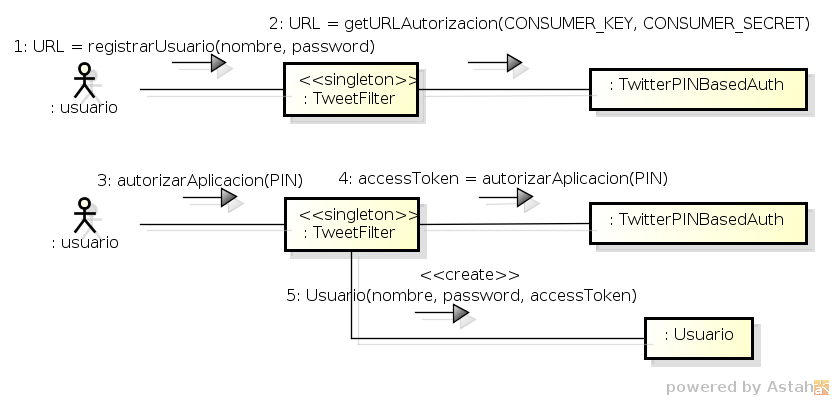 2: URL = getURLAutorizacion(CONSUMER_KEY, CONSUMER_SECRET)
1: URL = registrarUsuario(nombre, password)
<<singleton>>
: TweetFilter
: TwitterPINBasedAuth
: usuario
3: autorizarAplicacion(PIN)
4: accessToken = autorizarAplicacion(PIN)
<<singleton>>
: TweetFilter
: TwitterPINBasedAuth
: usuario
<<create>>
5: Usuario(nombre, password, accessToken)
: Usuario
powered by Astah